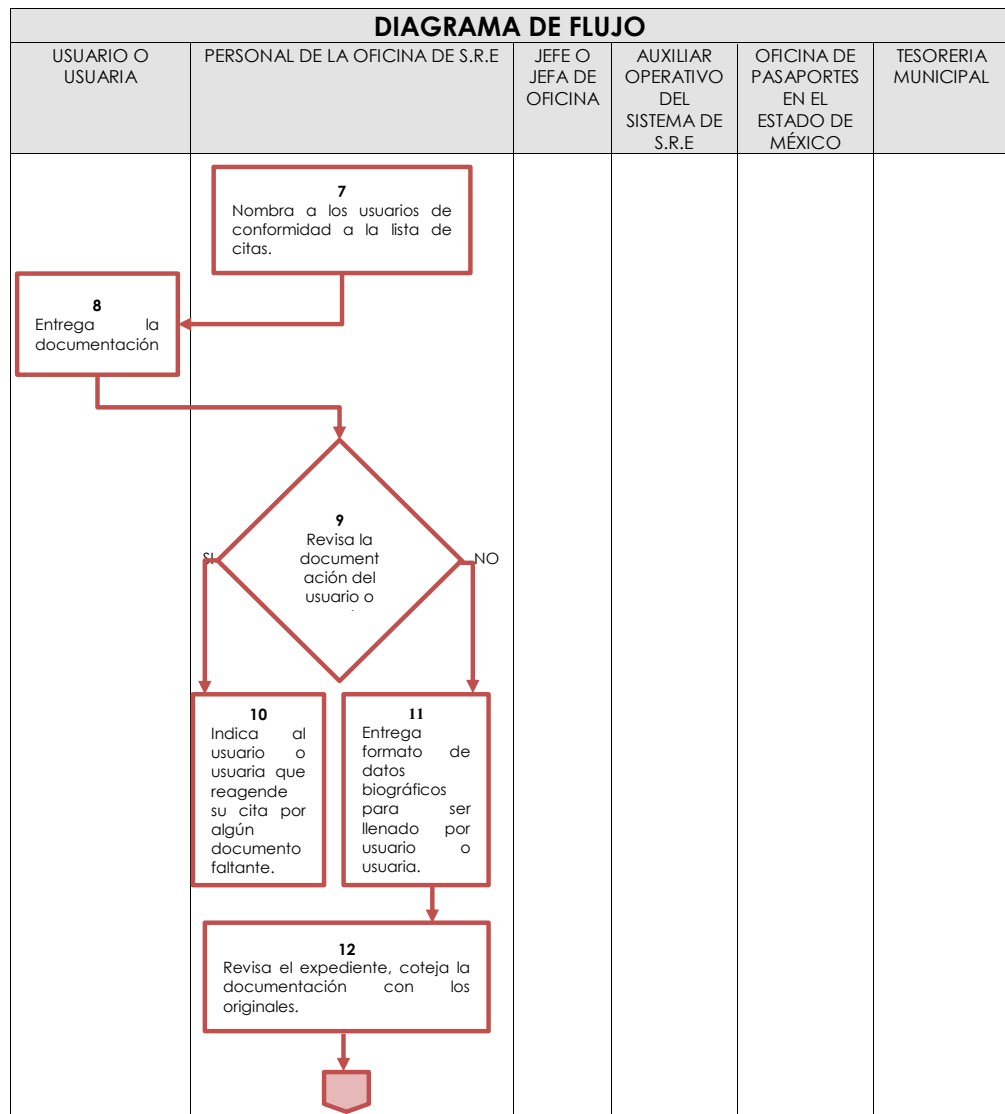 DIAGRAMA DE FLUJO
USUARIO O
USUARIA
PERSONAL DE LA OFICINA DE S.R.E
JEFE O
JEFA DE
OFICINA
AUXILIAR
OPERATIVO
DEL
SISTEMA DE
S.R.E
OFICINA DE
PASAPORTES
EN EL
ESTADO DE
MÉXICO
TESORERIA
MUNICIPAL
7
Nombra a los usuarios de
conformidad a la lista de
citas.
8
Entrega la
documentación
9
Revisa la
document
ación del
usuario o
SI
NO
10
Indica al
usuario o
usuaria que
reagende
su cita por
algún
documento
faltante.
11
Entrega
formato de
datos
biográficos
para ser
llenado por
usuario o
usuaria.
12
Revisa el expediente, coteja la
documentación con los
originales.